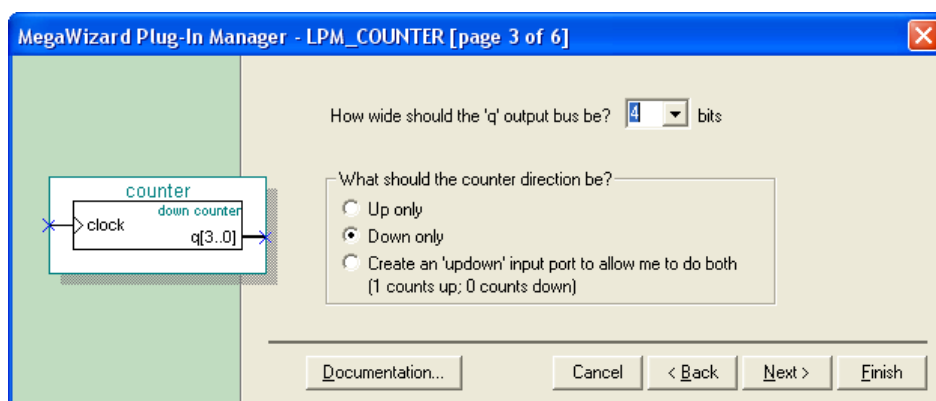 MegaWizard Plug-In Manager - LPM_COUNTER [page 3 of 6]
How wide should the 'q' output bus be? 4 bits
What should the counter direction be?
Up only
Down only
Create an 'updown' input port to allow me to do both
(1 counts up; 0 counts down)
counter
down counter
clock
q[3..0]
Documentation... Cancel < Back Next > Finish